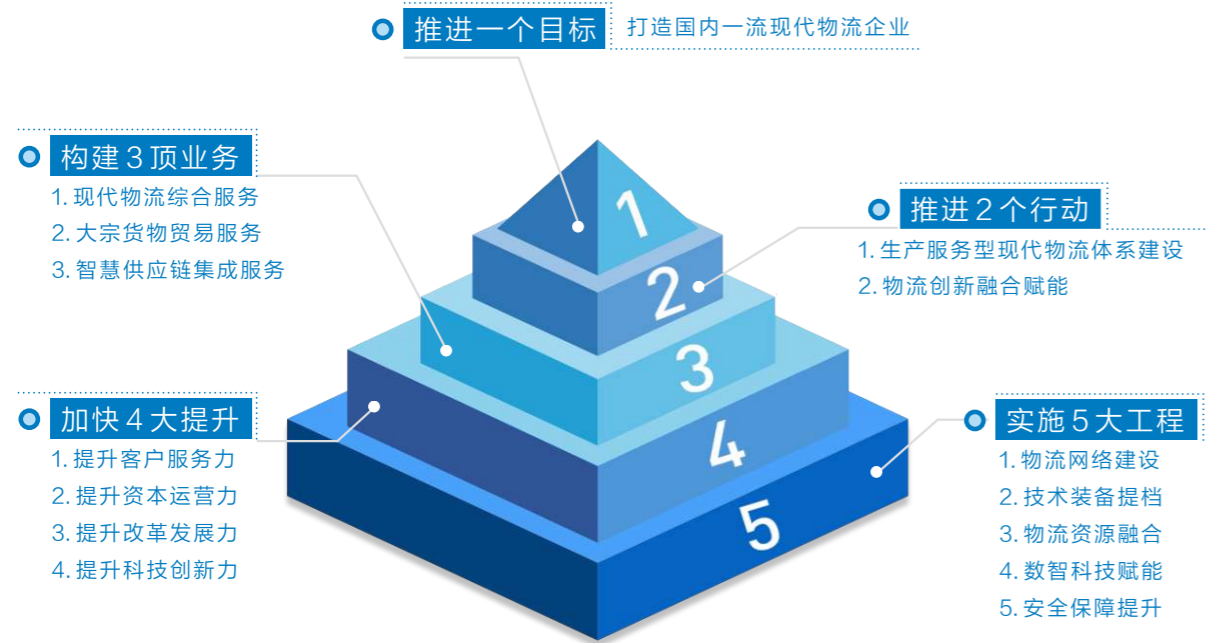 推进一个目标
打造国内一流现代物流企业
构建3顶业务
1.现代物流综合服务
2.大宗货物贸易服务
3.智慧供应链集成服务
推进2个行动
1.生产服务型现代物流体系建设
2.物流创新融合赋能
加快4大提升
1.提升客户服务力
2.提升资本运营力
3.提升改革发展力
4.提升科技创新力
实施5大工程
1.物流网络建设
2.技术装备提档
3.物流资源融合
4.数智科技赋能
5.安全保障提升
1
2
3
4
5